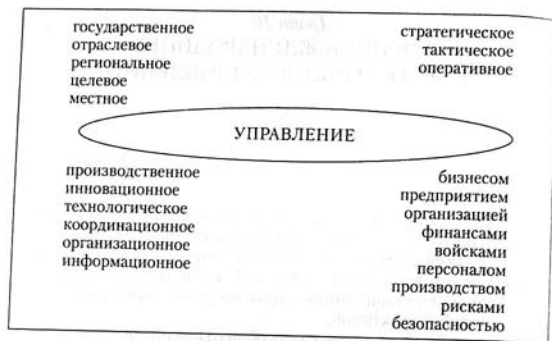 государственное
отраслевое
региональное
целевое
местное
стратегическое
тактическое
оперативное
УПРАВЛЕНИЕ
производственное
инновационное
технологическое
координационное
организационное
информационное
бизнесом
предприятием
организацией
финансами
войсками
персоналом
производством
рисками
безопасностью